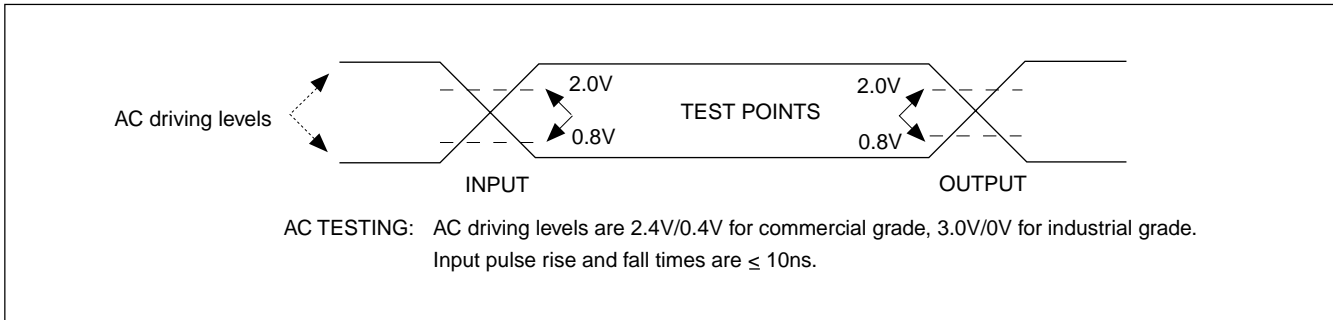 2.0V
2.0V
AC driving levels
TEST POINTS
0.8V
0.8V
INPUT
OUTPUT
AC TESTING: AC driving levels are 2.4V/0.4V for commercial grade, 3.0V/0V for industrial grade.
Input pulse rise and fall times are ≤ 10ns.